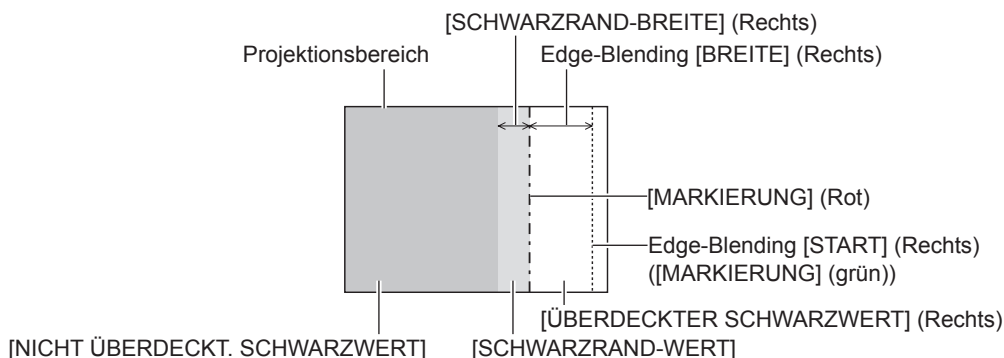 [SCHWARZRAND-BREITE] (Rechts)
Projektionsbereich
Edge-Blending [BREITE] (Rechts)
[MARKIERUNG] (Rot)
Edge-Blending [START] (Rechts)
([MARKIERUNG] (grün))
[ÜBERDECKTER SCHWARZWERT] (Rechts)
[NICHT ÜBERDECKT. SCHWARZWERT]
[SCHWARZRAND-WERT]